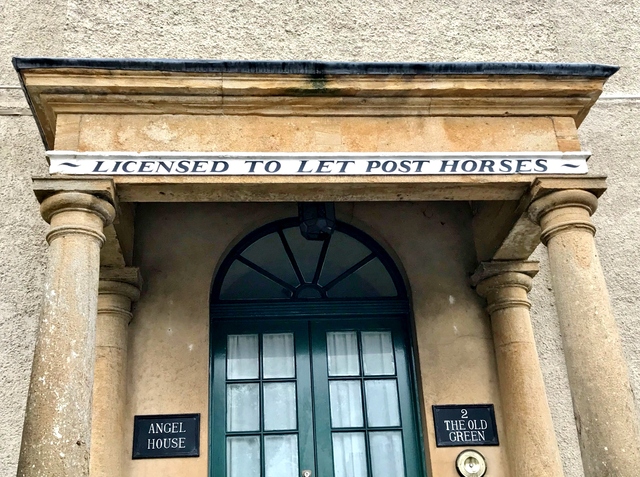 ~ LICENSED TO LET POST HORSES ~
ANGEL
HOUSE
2
THE OLD
GREEN